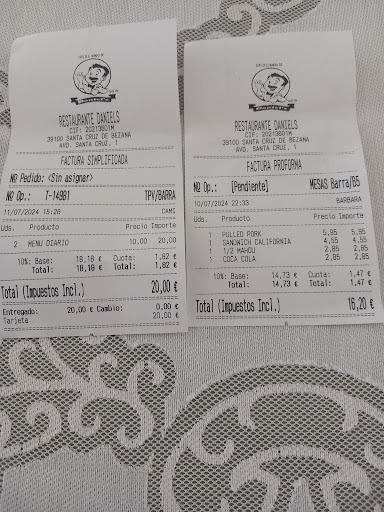 RESTAURANTE DANIELS
CIF: 20213801M
39100 SANTA CRUZ DE BEZANA
AVD. SANTA CRUZ, 1
FACTURA SIMPLIFICADA
Nº Pedido: <Sin asignar>
Nº Op.: T-14981 TPV/BARRA
11/07/2024 15:26 CAMI
Uds. Producto Precio Importe
2 MENU DIARIO 10,00 20,00
10%: Base: 18,18 € Cuota: 1,82 €
Total: 18,18 € Total: 1,82 €
Total (Impuestos Incl.) 20,00 €
Entregado: 20,00 € Cambio: 0,00 €
Tarjeta 20,00 €
RESTAURANTE DANIELS
CIF: 20213801M
39100 SANTA CRUZ DE BEZANA
AVD. SANTA CRUZ, 1
FACTURA PROFORMA
Nº Op.: [Pendiente] MESAS Barra/B5
10/07/2024 22:33 BARBARA
Uds. Producto Precio Importe
1 PULLED PORK 5,95 5,95
1 SANDWICH CALIFORNIA 4,55 4,55
1 1/2 MAHOU 2,85 2,85
1 COCA COLA 2,85 2,85
10%: Base: 14,73 € Cuota: 1,47 €
Total: 14,73 € Total: 1,47 €
Total (Impuestos Incl.) 16,20 €